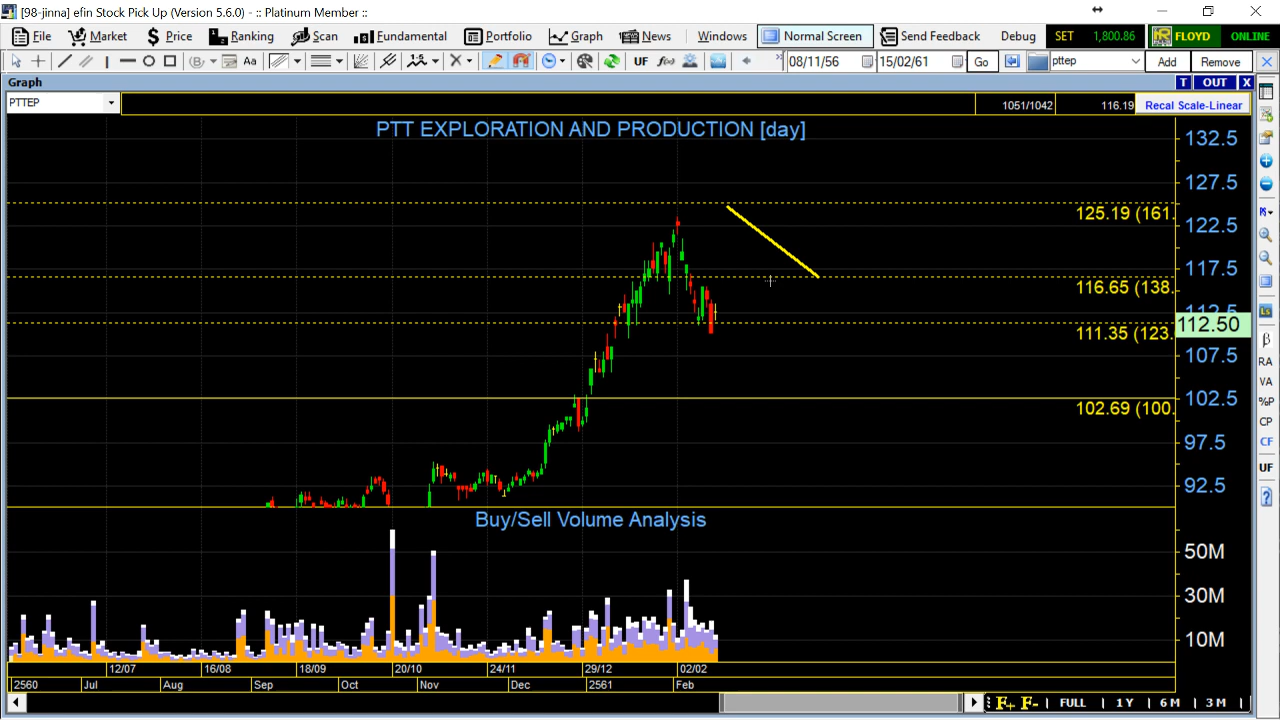 [98-jinna] efin Stock Pick Up (Version 5.6.0) - :: Platinum Member ::
File Market Price Ranking Scan Fundamental Portfolio Graph News Windows Normal Screen Send Feedback Debug SET 1,800.86 FLOYD ONLINE
B Aa UF f(x) 08/11/56 15/02/61 Go pttep Add Remove
Graph T OUT X
PTTEP 1051/1042 116.19 Recal Scale-Linear
PTT EXPLORATION AND PRODUCTION [day]
132.5
127.5
125.19 (161.
122.5
117.5
116.65 (138.
112.5
112.50
111.35 (123.
107.5
102.5
102.69 (100.
97.5
92.5
Ls
β
RA
VA
%P
CP
CF
UF
Buy/Sell Volume Analysis
50M
30M
10M
12/07 16/08 18/09 20/10 24/11 29/12 02/02
2560 Jul Aug Sep Oct Nov Dec 2561 Feb
F+ F- FULL 1 Y 6 M 3 M